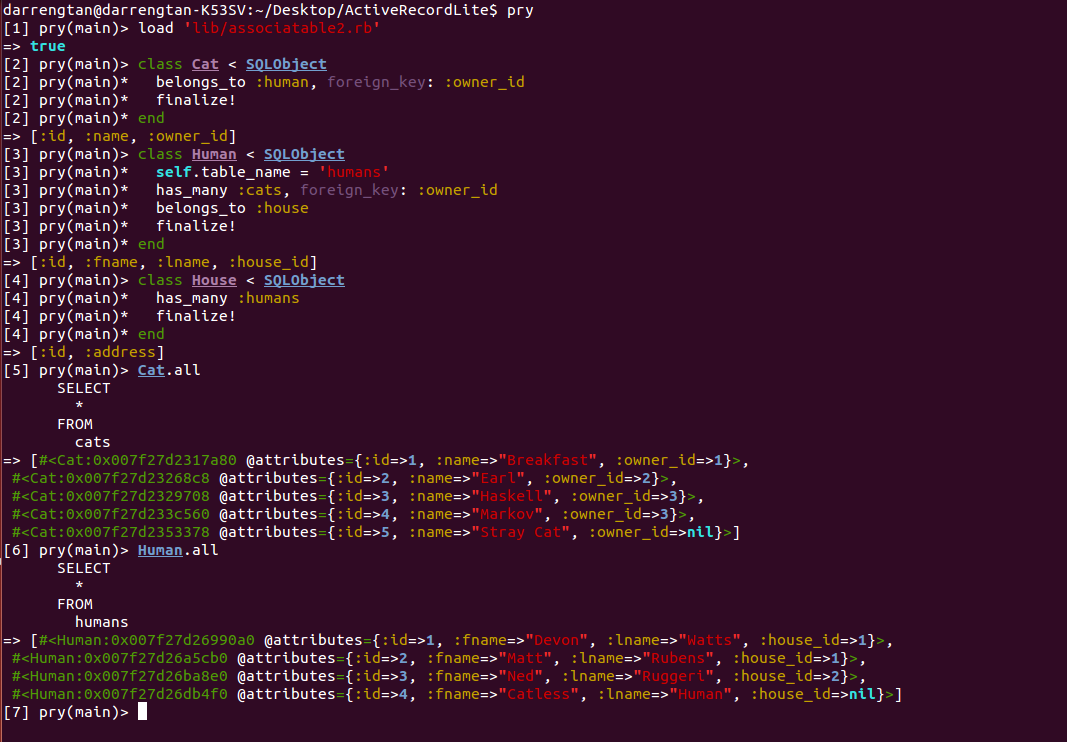 darrengtan@darrengtan-K53SV:~/Desktop/ActiveRecordLite$ pry
[1] pry(main)> load 'lib/associatable2.rb'
=> true
[2] pry(main)> class Cat < SQLObject
[2] pry(main)*   belongs_to :human, foreign_key: :owner_id
[2] pry(main)*   finalize!
[2] pry(main)* end
=> [:id, :name, :owner_id]
[3] pry(main)> class Human < SQLObject
[3] pry(main)*   self.table_name = 'humans'
[3] pry(main)*   has_many :cats, foreign_key: :owner_id
[3] pry(main)*   belongs_to :house
[3] pry(main)*   finalize!
[3] pry(main)* end
=> [:id, :fname, :lname, :house_id]
[4] pry(main)> class House < SQLObject
[4] pry(main)*   has_many :humans
[4] pry(main)*   finalize!
[4] pry(main)* end
=> [:id, :address]
[5] pry(main)> Cat.all
      SELECT
        *
      FROM
        cats
=> [#<Cat:0x007f27d2317a80 @attributes={:id=>1, :name=>"Breakfast", :owner_id=>1}>,
 #<Cat:0x007f27d23268c8 @attributes={:id=>2, :name=>"Earl", :owner_id=>2}>,
 #<Cat:0x007f27d2329708 @attributes={:id=>3, :name=>"Haskell", :owner_id=>3}>,
 #<Cat:0x007f27d233c560 @attributes={:id=>4, :name=>"Markov", :owner_id=>3}>,
 #<Cat:0x007f27d2353378 @attributes={:id=>5, :name=>"Stray Cat", :owner_id=>nil}>]
[6] pry(main)> Human.all
      SELECT
        *
      FROM
        humans
=> [#<Human:0x007f27d26990a0 @attributes={:id=>1, :fname=>"Devon", :lname=>"Watts", :house_id=>1}>,
 #<Human:0x007f27d26a5cb0 @attributes={:id=>2, :fname=>"Matt", :lname=>"Rubens", :house_id=>1}>,
 #<Human:0x007f27d26ba8e0 @attributes={:id=>3, :fname=>"Ned", :lname=>"Ruggeri", :house_id=>2}>,
 #<Human:0x007f27d26db4f0 @attributes={:id=>4, :fname=>"Catless", :lname=>"Human", :house_id=>nil}>]
[7] pry(main)>